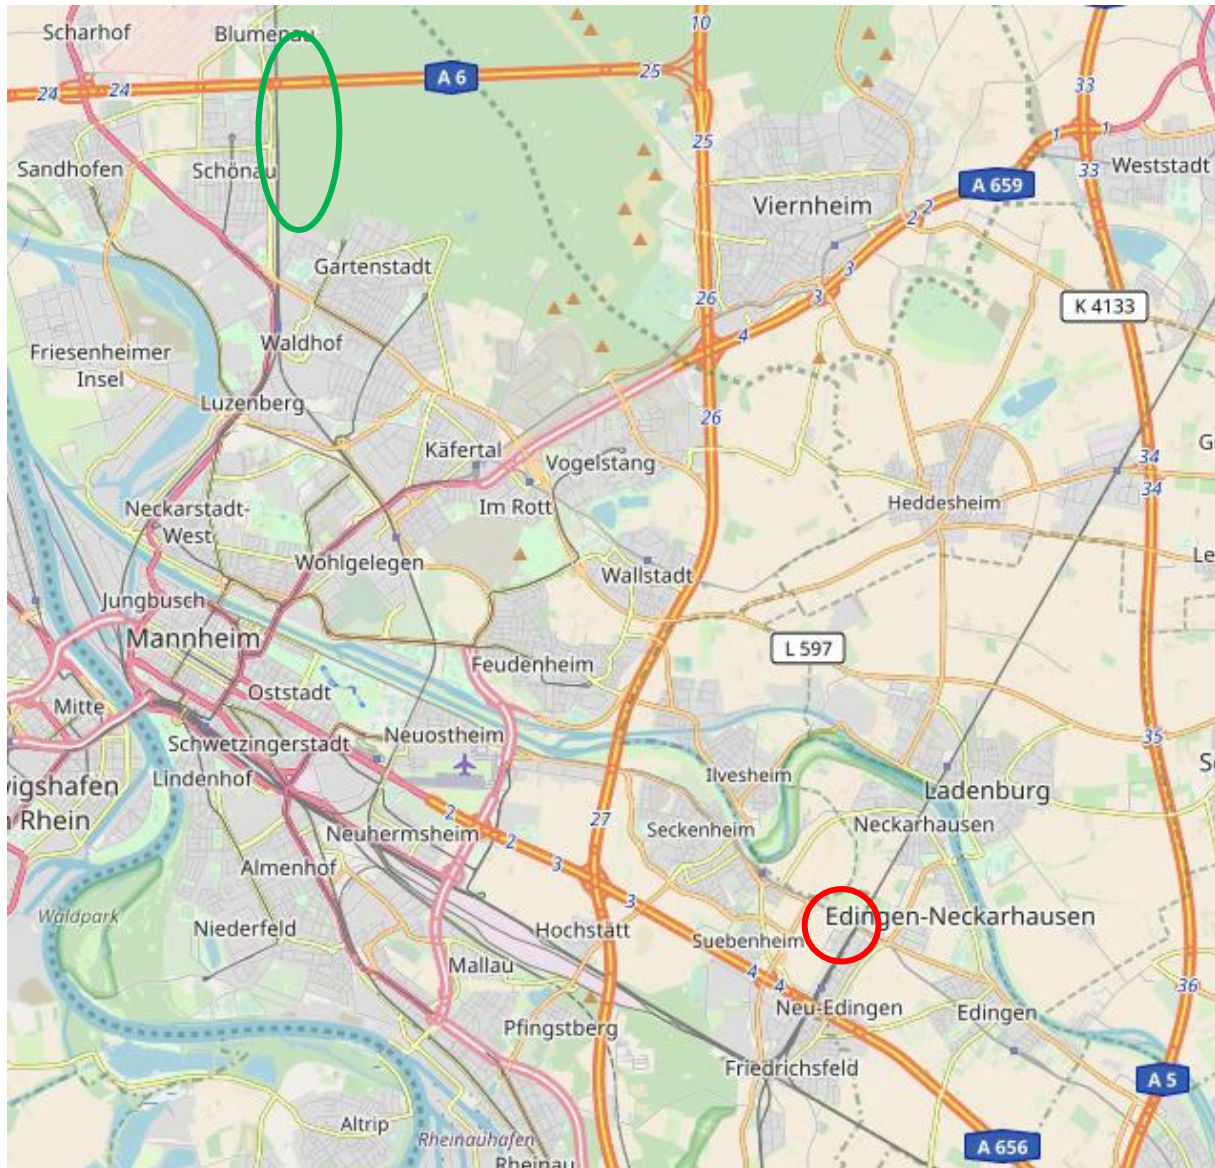 10
Scharhof
Blumenau
25
A 6
24
24
33
25
1
1
Sandhofen
Schönau
A 659
33
Weststadt
Viernheim
2
2
Gartenstadt
3
26
3
K 4133
4
Waldhof
Friesenheimer
Insel
Luzenberg
26
Käfertal
Vogelstang
34
34
Im Rott
Heddesheim
Neckarstadt-
West
Wohlgelegen
Wallstadt
Le
Jungbusch
Mannheim
L 597
Feudenheim
Oststadt
Mitte
Neuostheim
35
Schwetzingerstadt
Lindenhof
Ilvesheim
wigshafen
Rhein
Ladenburg
2
2
27
Neuhermsheim
Seckenheim
Neckarhausen
Almenhof
3
3
Waldpark
Niederfeld
Hochstätt
Edingen-Neckarhausen
Suebenheim
Mallau
4
4
36
Neu-Edingen
Edingen
Pfingstberg
Friedrichsfeld
A 5
Altrip
Rheinauhafen
A 656
Rheinau